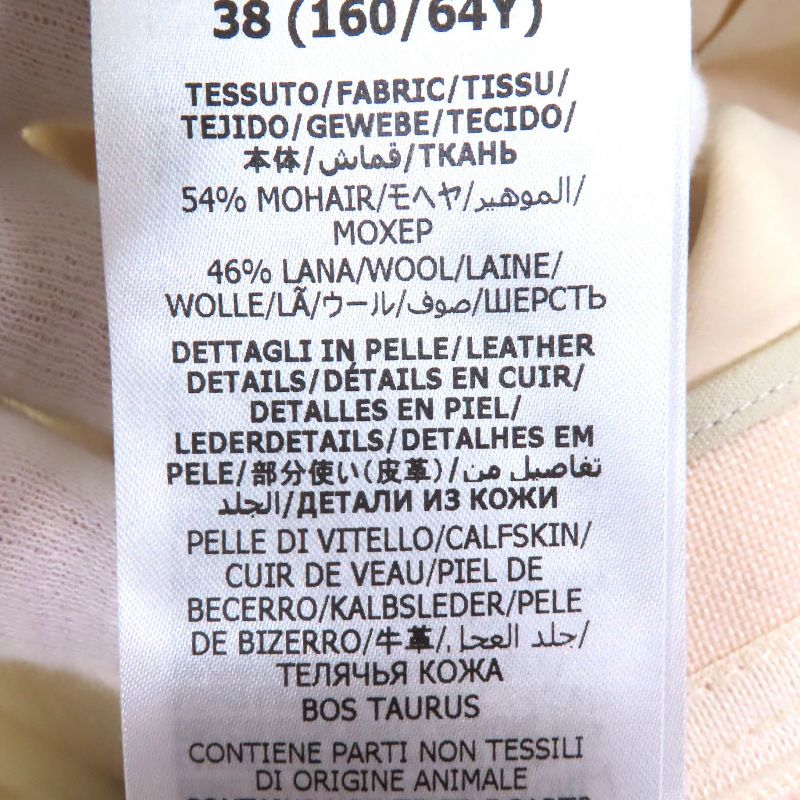 38 (160/64Y)
TESSUTO/FABRIC/TISSU/
TEJIDO/GEWEBE/TECIDO/
本体/قماش/ТКАНЬ
54% MOHAIR/モヘヤ/الموهير/
МОХЕР
46% LANA/WOOL/LAINE/
WOLLE/LÃ/ウール/صوف/ШЕРСТЬ
DETTAGLI IN PELLE/LEATHER
DETAILS/DÉTAILS EN CUIR/
DETALLES EN PIEL/
LEDERDETAILS/DETALHES EM
PELE/部分使い(皮革)/تفاصيل من
الجلد/ДЕТАЛИ ИЗ КОЖИ
PELLE DI VITELLO/CALFSKIN/
CUIR DE VEAU/PIEL DE
BECERRO/KALBSLEDER/PELE
DE BIZERRO/牛革/جلد العجل/
ТЕЛЯЧЬЯ КОЖА
BOS TAURUS
CONTIENE PARTI NON TESSILI
DI ORIGINE ANIMALE